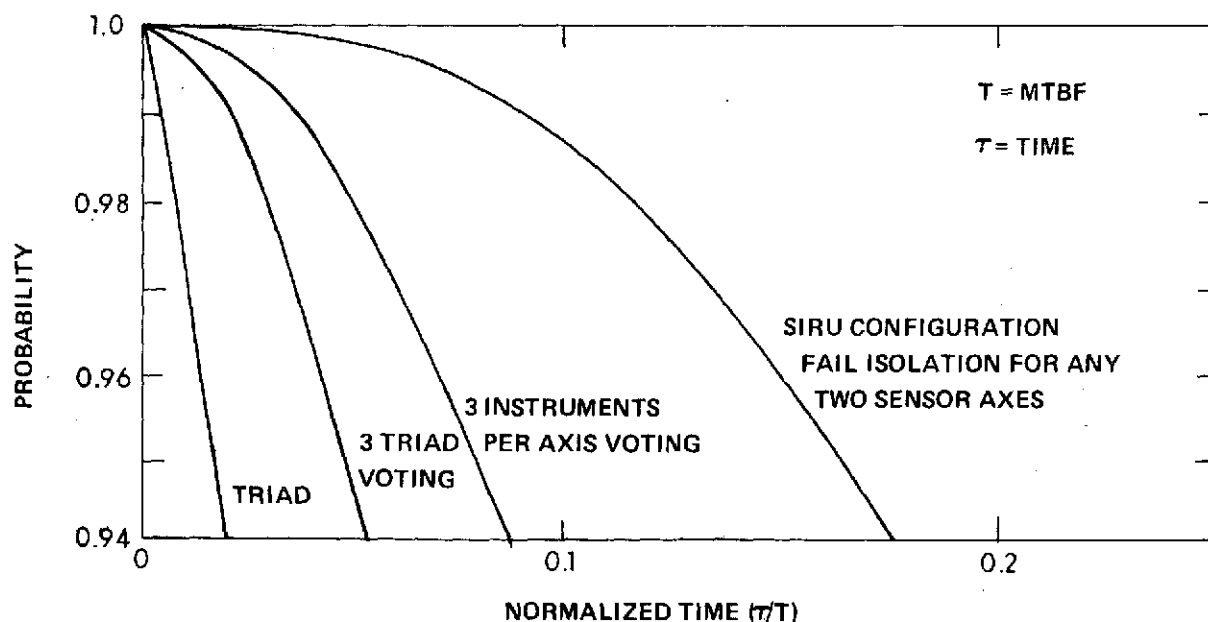 1.0
0.98
0.96
0.94
PROBABILITY
0
0.1
0.2
NORMALIZED TIME (τ/T)
T = MTBF
τ = TIME
TRIAD
3 TRIAD
VOTING
3 INSTRUMENTS
PER AXIS VOTING
SIRU CONFIGURATION
FAIL ISOLATION FOR ANY
TWO SENSOR AXES